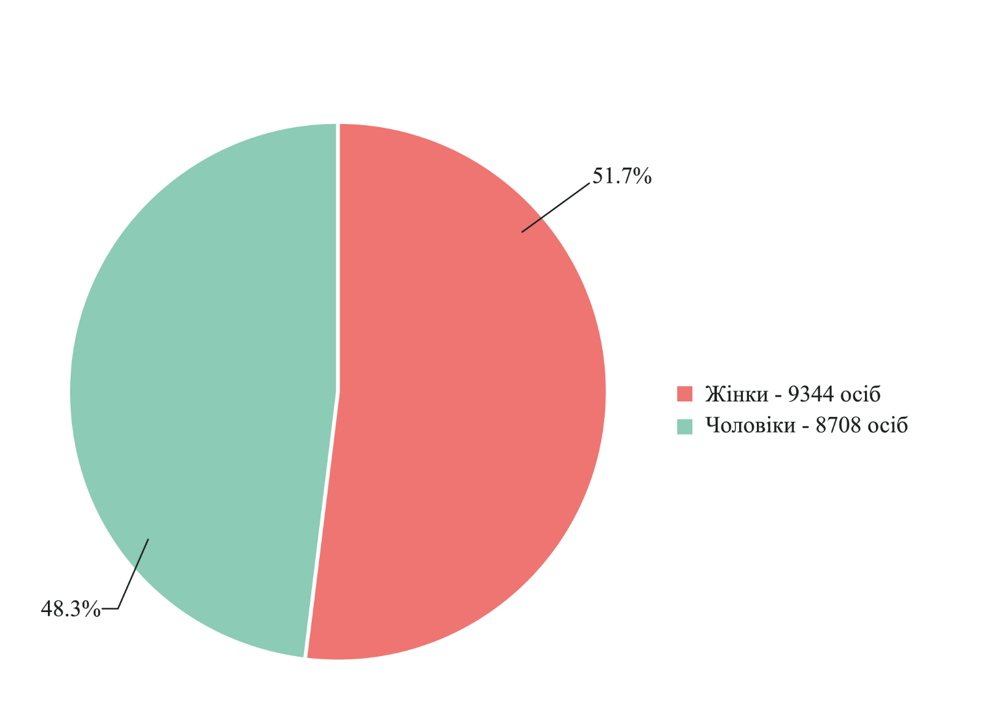 51.7%
Жінки - 9344 осіб
Чоловіки - 8708 осіб
48.3%